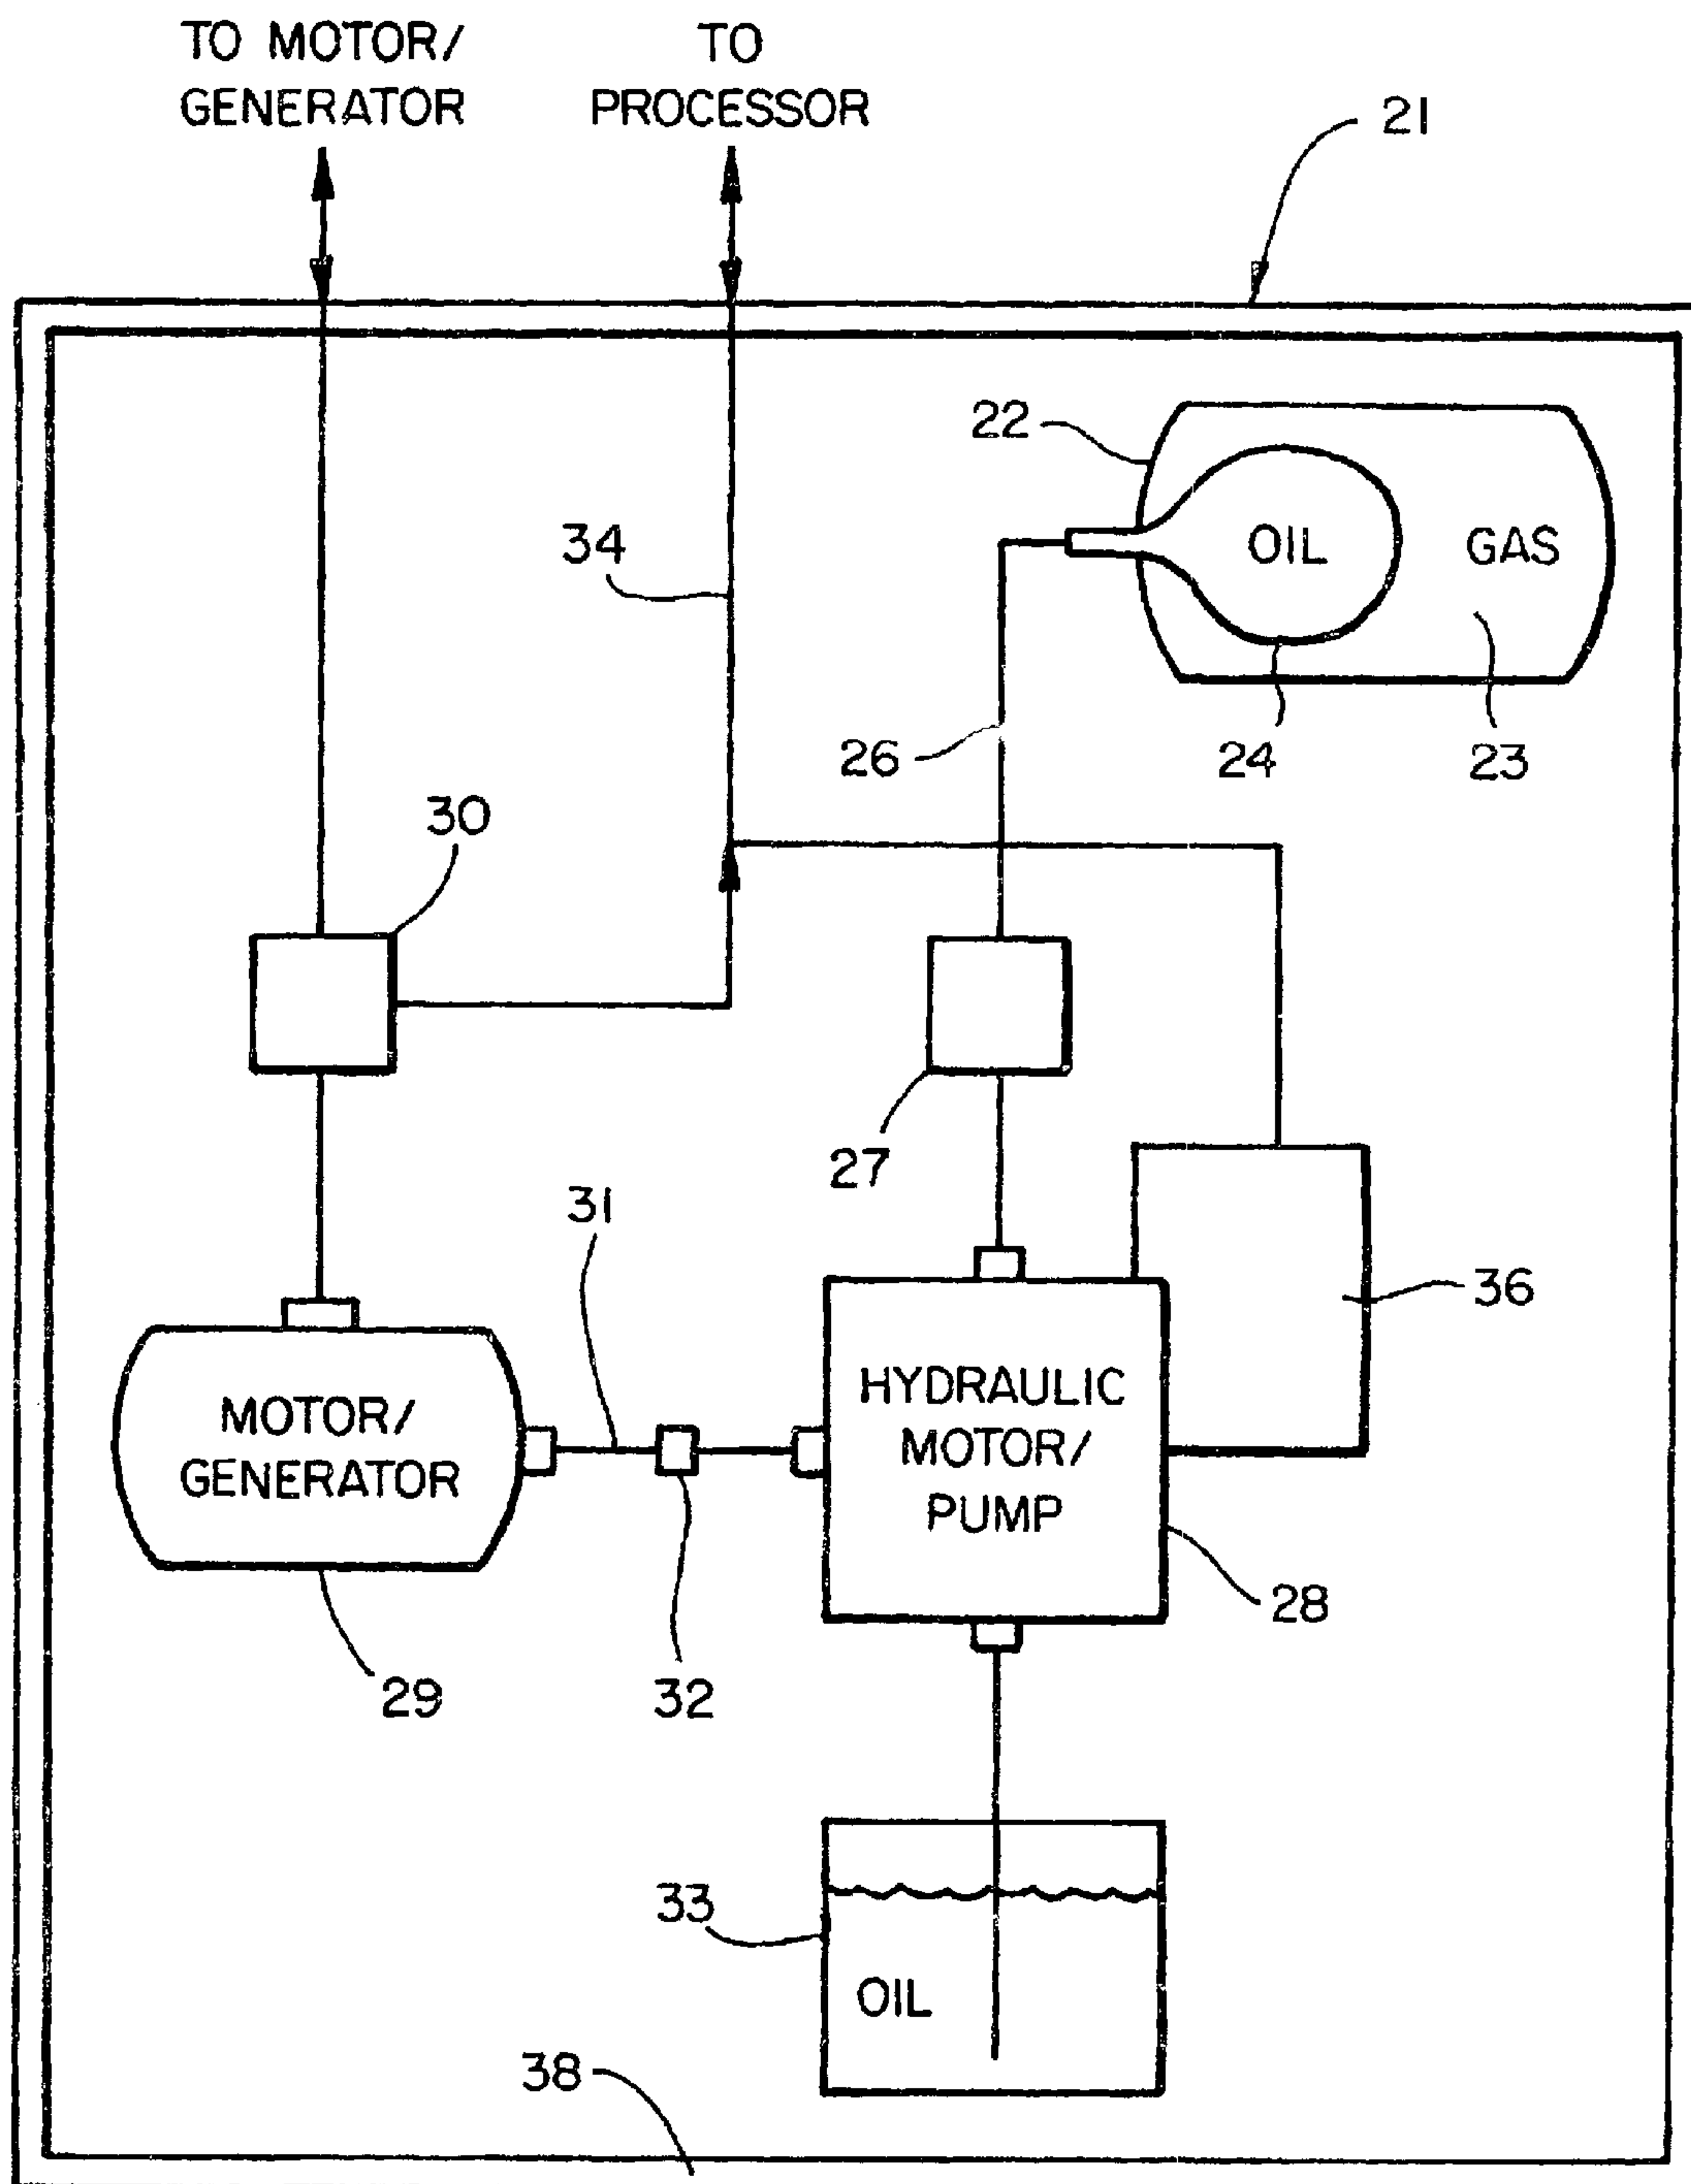 TO MOTOR/
GENERATOR
TO
PROCESSOR
21
22
OIL
GAS
34
26
24
23
30
27
31
36
MOTOR/
GENERATOR
HYDRAULIC
MOTOR/
PUMP
28
29
32
33
OIL
38